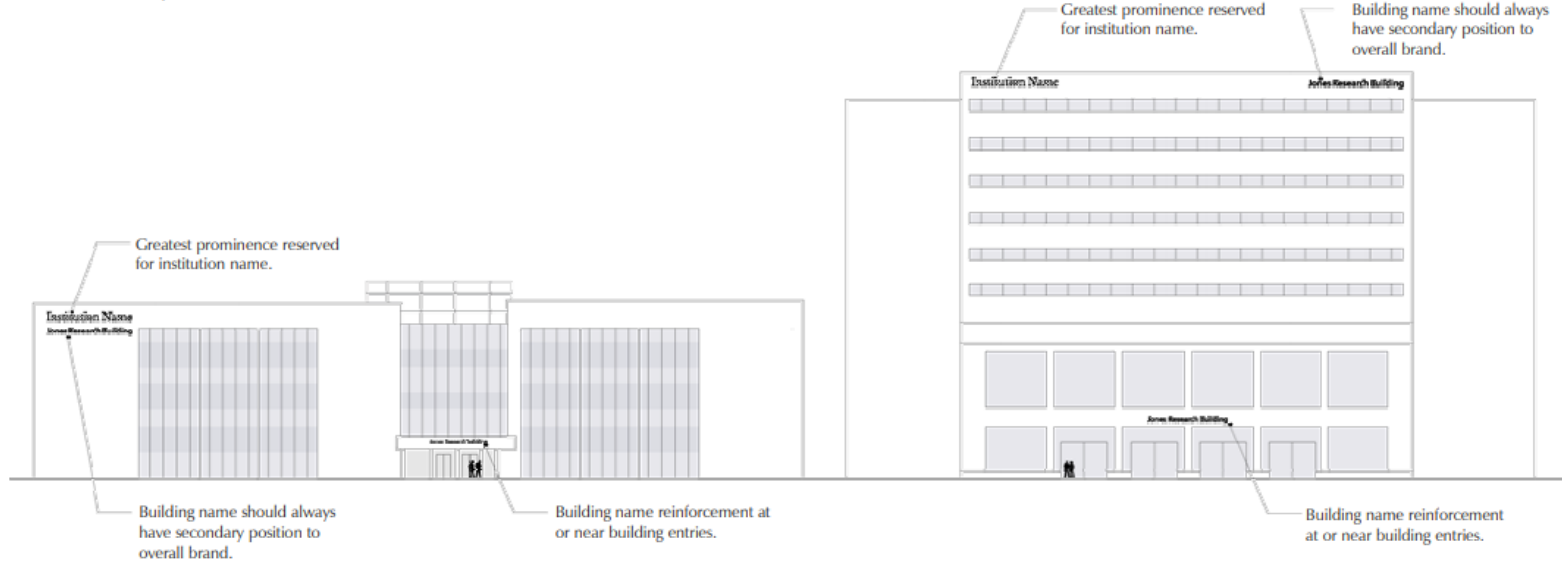 Greatest prominence reserved
for institution name.
Building name should always
have secondary position to
overall brand.
Institution Name
Jones Research Building
Greatest prominence reserved
for institution name.
Institution Name
Jones Research Building
Jones Research Building
Jones Research Building
Building name should always
have secondary position to
overall brand.
Building name reinforcement at
or near building entries.
Building name reinforcement
at or near building entries.